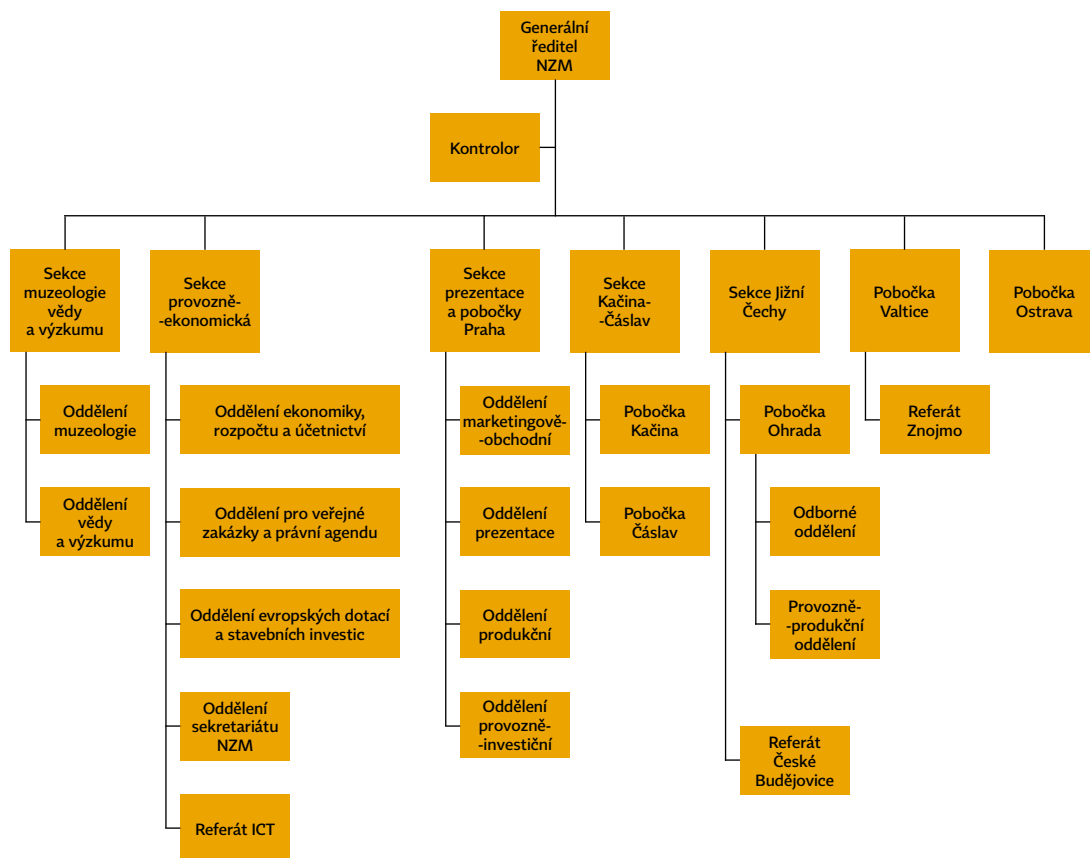 Generální
ředitel
NZM
Kontrolor
Sekce
muzeologie
vědy
a výzkumu
Sekce
provozně-
-ekonomická
Sekce
prezentace
a pobočky
Praha
Sekce
Kačina-
-Čáslav
Sekce Jižní
Čechy
Pobočka
Valtice
Pobočka
Ostrava
Oddělení
muzeologie
Oddělení
vědy
a výzkumu
Oddělení ekonomiky,
rozpočtu a účetnictví
Oddělení pro veřejné
zakázky a právní agendu
Oddělení evropských dotací
a stavebních investic
Oddělení
sekretariátu
NZM
Referát ICT
Oddělení
marketingově-
-obchodní
Oddělení
prezentace
Oddělení
produkční
Oddělení
provozně-
-investiční
Pobočka
Kačina
Pobočka
Čáslav
Pobočka
Ohrada
Odborné
oddělení
Provozně-
-produkční
oddělení
Referát
České
Budějovice
Referát
Znojmo